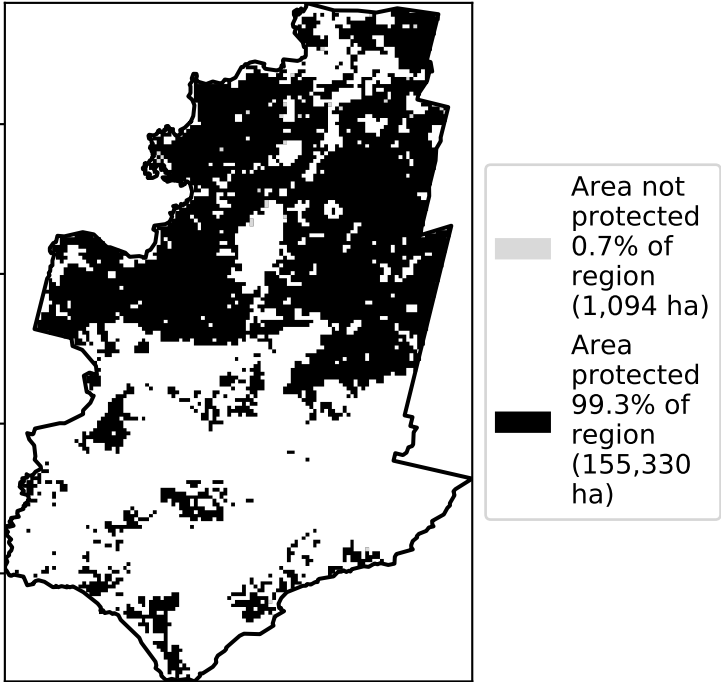 Area not
protected
0.7% of
region
(1,094 ha)
Area
protected
99.3% of
region
(155,330
ha)